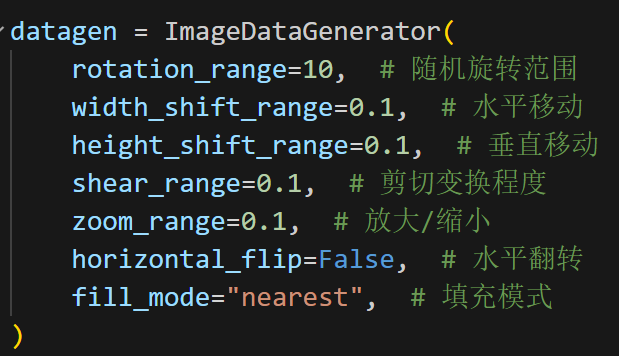 datagen = ImageDataGenerator(
    rotation_range=10,  # 随机旋转范围
    width_shift_range=0.1,  # 水平移动
    height_shift_range=0.1,  # 垂直移动
    shear_range=0.1,  # 剪切变换程度
    zoom_range=0.1,  # 放大/缩小
    horizontal_flip=False,  # 水平翻转
    fill_mode="nearest",  # 填充模式
)